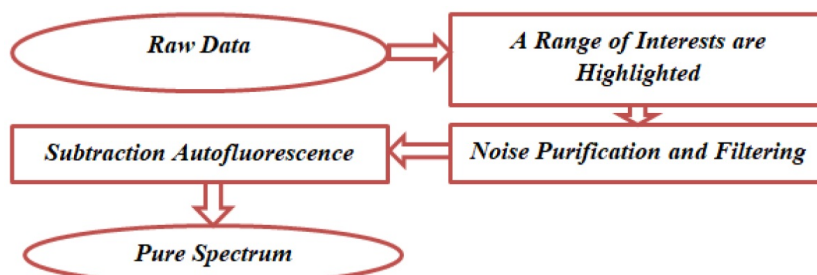 Raw Data
A Range of Interests are
Highlighted
Noise Purification and Filtering
Subtraction Autofluorescence
Pure Spectrum